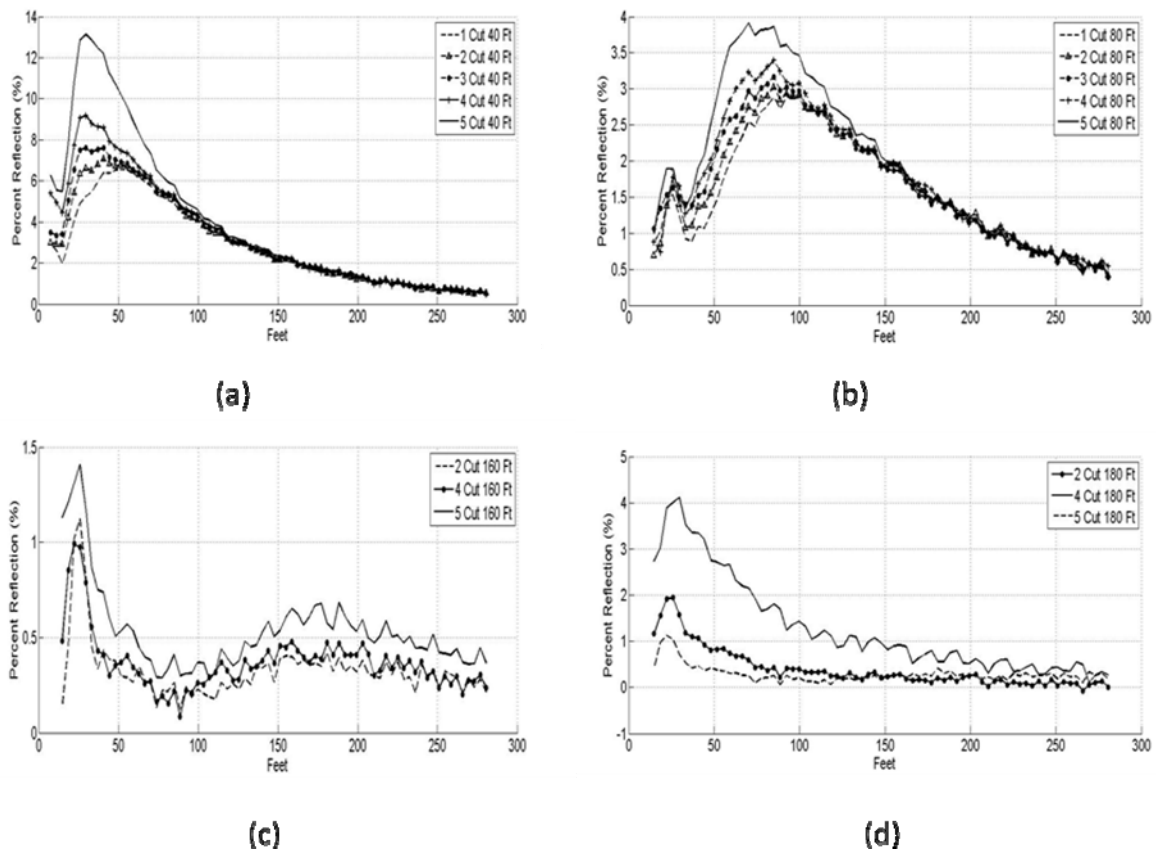 14
12
10
8
6
4
2
0
Percent Reflection (%)
1 Cut 40 Ft
2 Cut 40 Ft
3 Cut 40 Ft
4 Cut 40 Ft
5 Cut 40 Ft
0 50 100 150 200 250 300
Feet
(a)
4
3.5
3
2.5
2
1.5
1
0.5
0
Percent Reflection (%)
1 Cut 80 Ft
2 Cut 80 Ft
3 Cut 80 Ft
4 Cut 80 Ft
5 Cut 80 Ft
0 50 100 150 200 250 300
Feet
(b)
1.5
1
0.5
0
Percent Reflection (%)
2 Cut 160 Ft
4 Cut 160 Ft
5 Cut 160 Ft
0 50 100 150 200 250 300
Feet
(c)
5
4
3
2
1
0
-1
Percent Reflection (%)
2 Cut 180 Ft
4 Cut 180 Ft
5 Cut 180 Ft
0 50 100 150 200 250 300
Feet
(d)